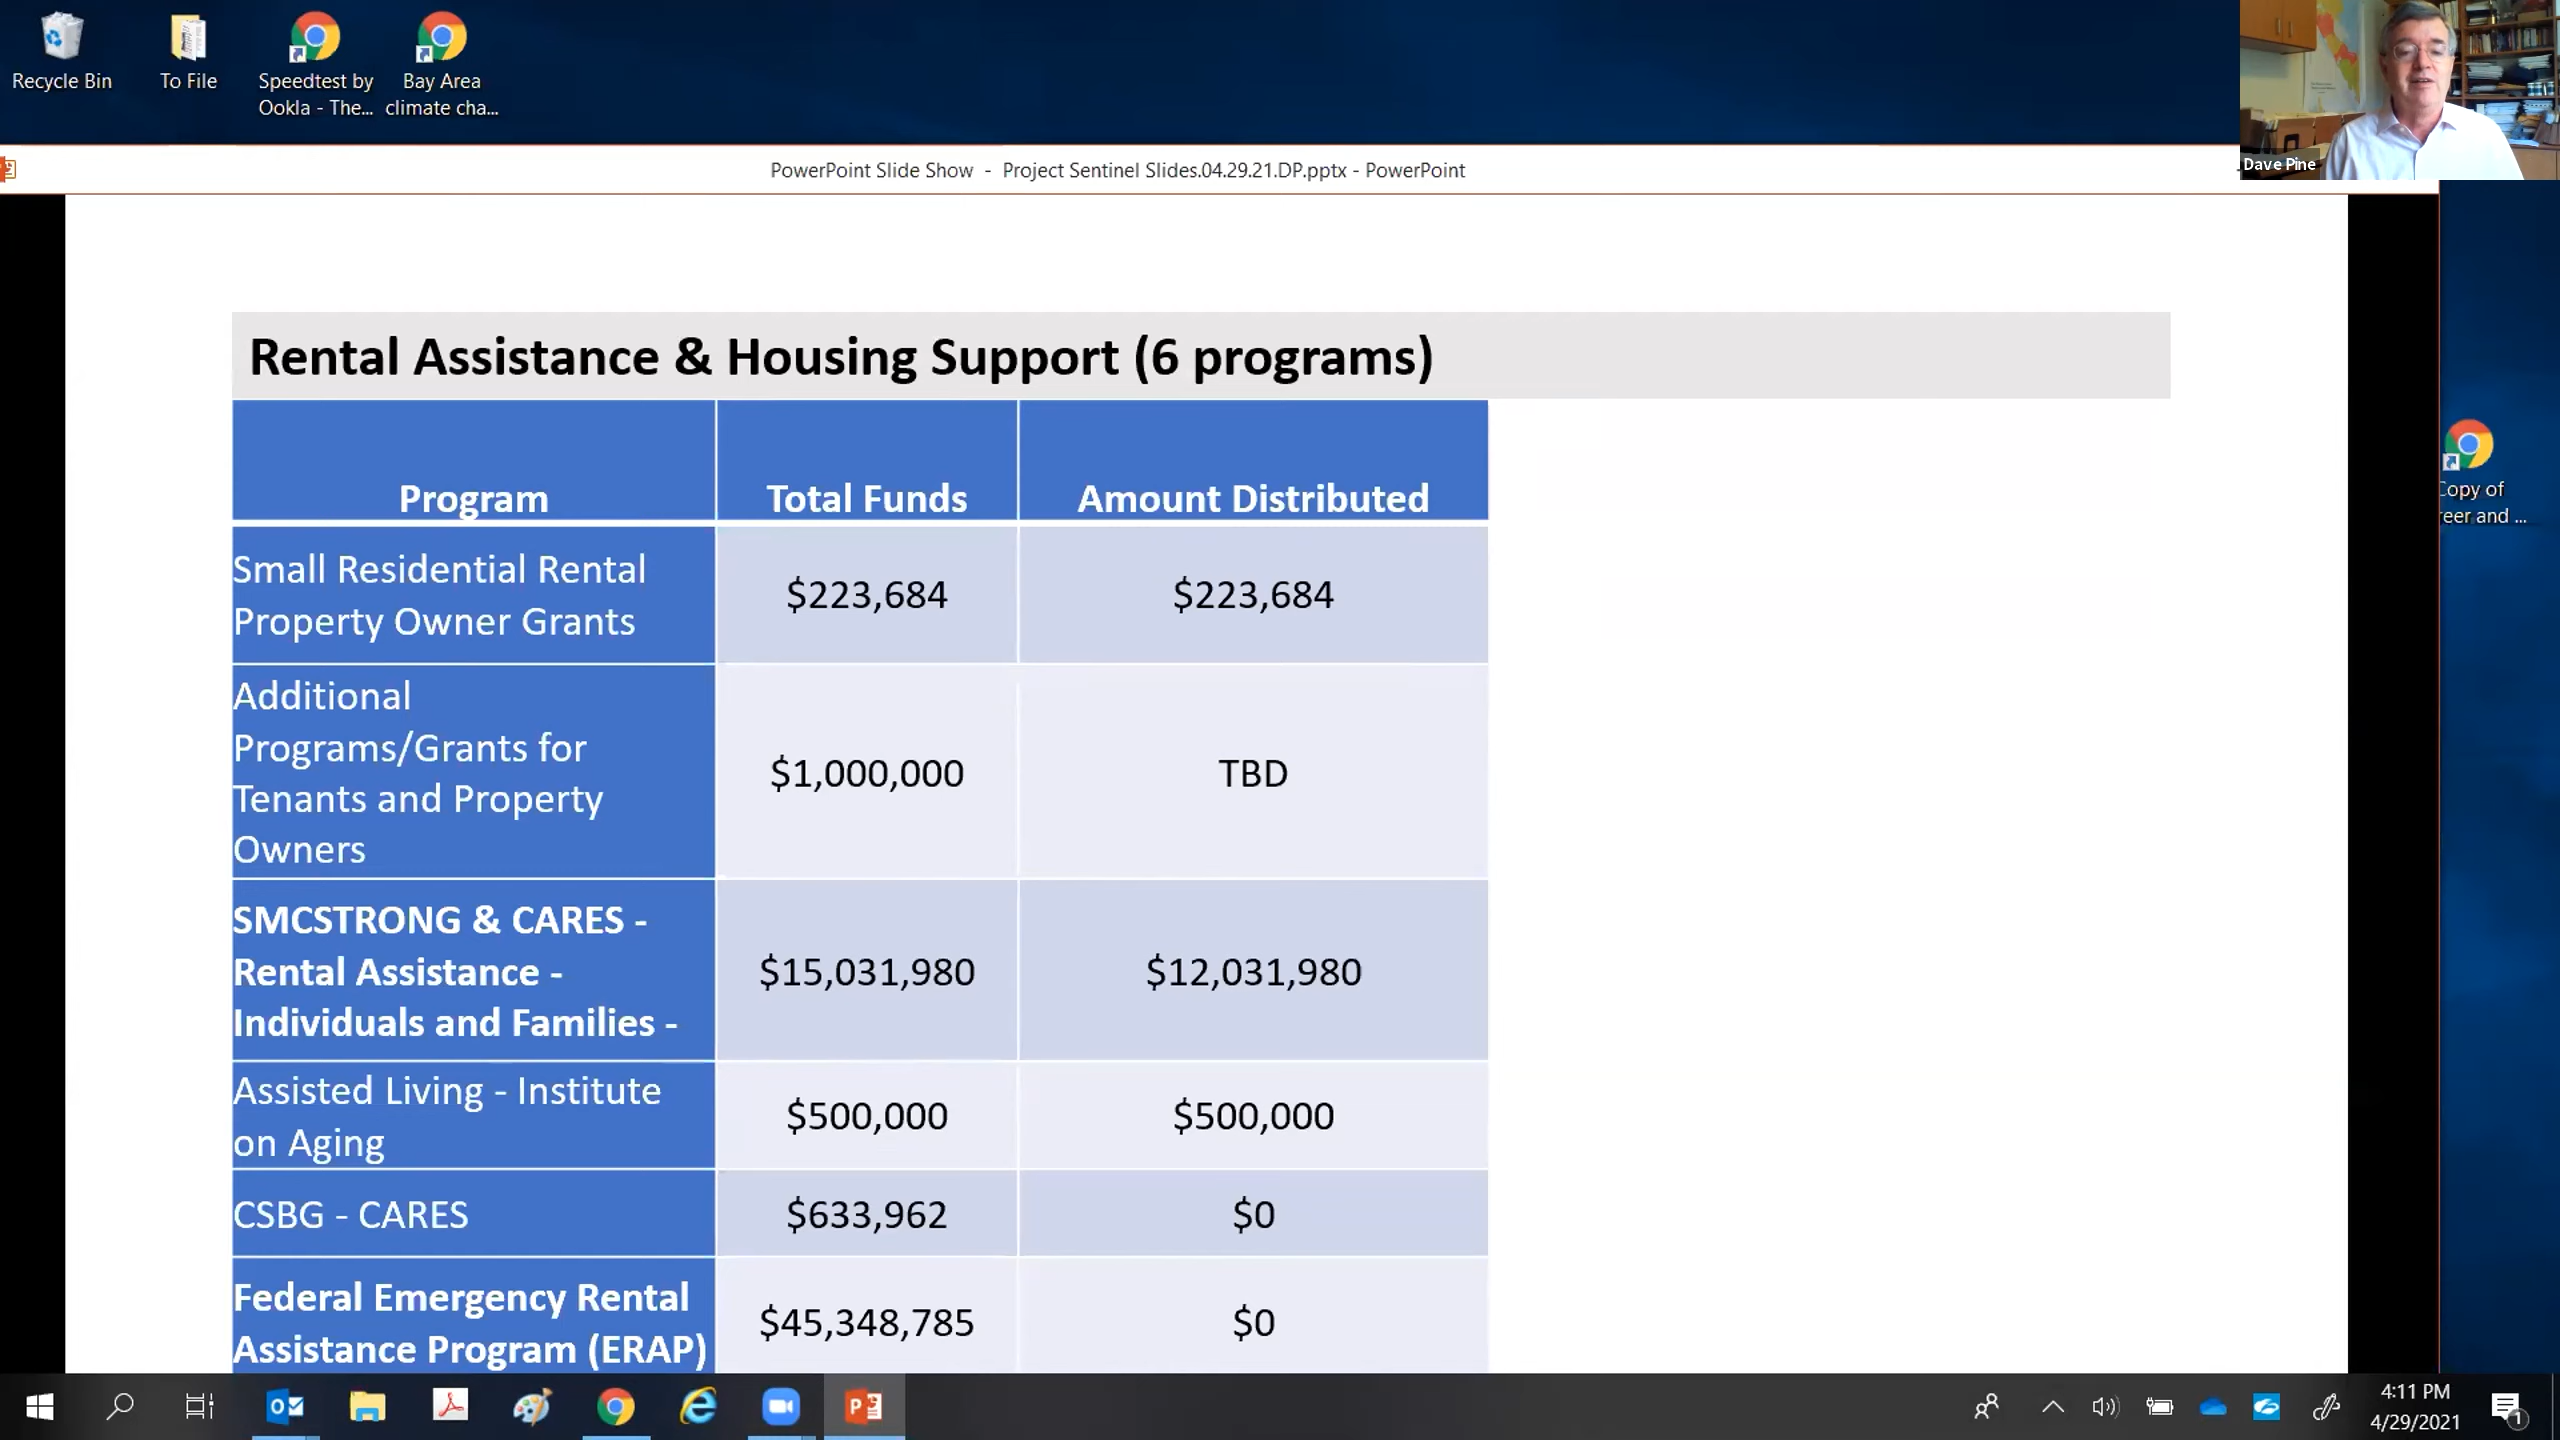 Recycle Bin
To File
Speedtest by
Ookla - The...
Bay Area
climate cha...
Dave Pine
PowerPoint Slide Show - Project Sentinel Slides.04.29.21.DP.pptx - PowerPoint
Rental Assistance & Housing Support (6 programs)
Program
Total Funds
Amount Distributed
Small Residential Rental
Property Owner Grants
$223,684
$223,684
Additional
Programs/Grants for
Tenants and Property
Owners
$1,000,000
TBD
SMCSTRONG & CARES -
Rental Assistance -
Individuals and Families -
$15,031,980
$12,031,980
Assisted Living - Institute
on Aging
$500,000
$500,000
CSBG - CARES
$633,962
$0
Federal Emergency Rental
Assistance Program (ERAP)
$45,348,785
$0
Copy of
reer and ...
4:11 PM
4/29/2021
1